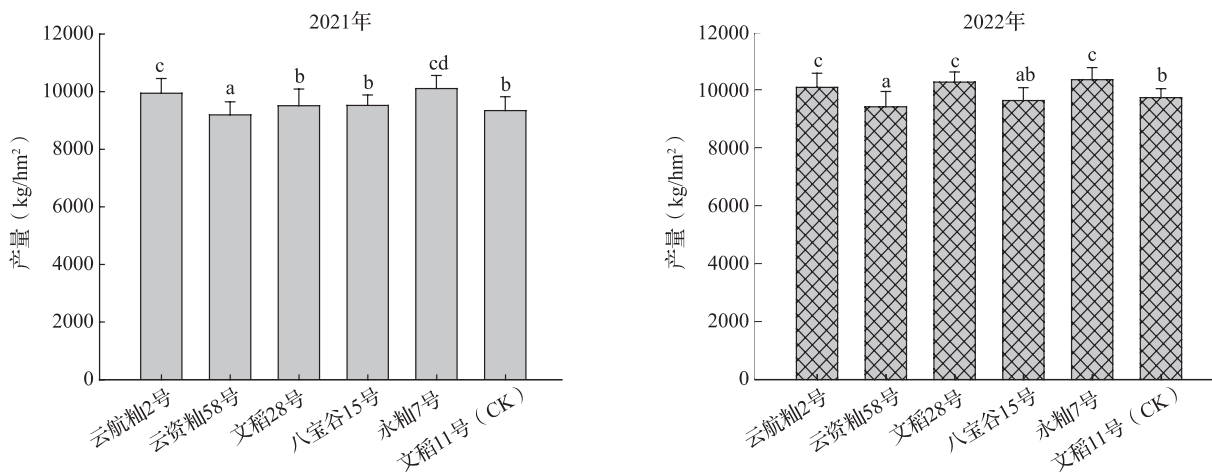 2021年
12000
10000
8000
6000
4000
2000
0
产量（kg/hm²）
c
a
b
b
cd
b
云航籼2号
云资籼58号
文稻28号
八宝谷15号
永籼7号
文稻11号（CK）
2022年
12000
10000
8000
6000
4000
2000
0
产量（kg/hm²）
c
a
c
ab
c
b
云航籼2号
云资籼58号
文稻28号
八宝谷15号
永籼7号
文稻11号（CK）